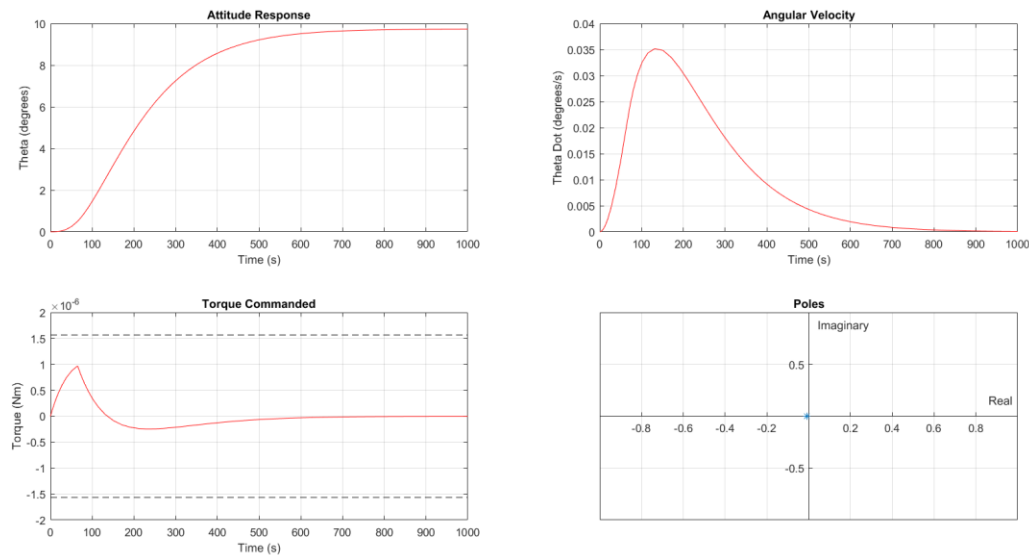 Attitude Response
10
8
6
4
2
0
Theta (degrees)
0 100 200 300 400 500 600 700 800 900 1000
Time (s)
Angular Velocity
0.04
0.035
0.03
0.025
0.02
0.015
0.01
0.005
0
Theta Dot (degrees/s)
0 100 200 300 400 500 600 700 800 900 1000
Time (s)
Torque Commanded
× 10⁻⁶
2
1.5
1
0.5
0
-0.5
-1
-1.5
-2
Torque (Nm)
0 100 200 300 400 500 600 700 800 900 1000
Time (s)
Poles
Imaginary
0.5
Real
-0.8 -0.6 -0.4 -0.2 0.2 0.4 0.6 0.8
-0.5